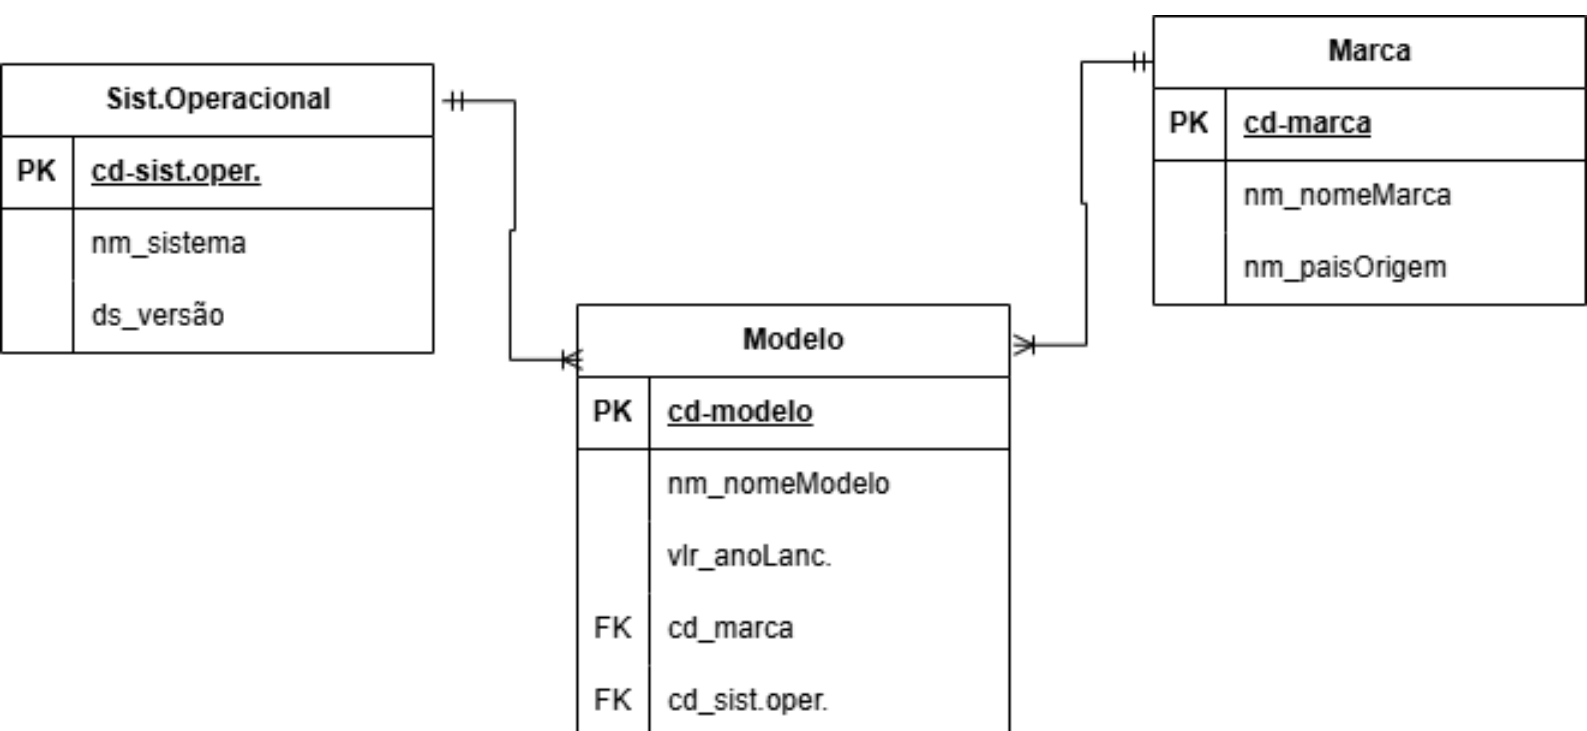 Sist.Operacional
PK cd-sist.oper.
nm_sistema
ds_versão
Marca
PK cd-marca
nm_nomeMarca
nm_paisOrigem
Modelo
PK cd-modelo
nm_nomeModelo
vlr_anoLanc.
FK cd_marca
FK cd_sist.oper.